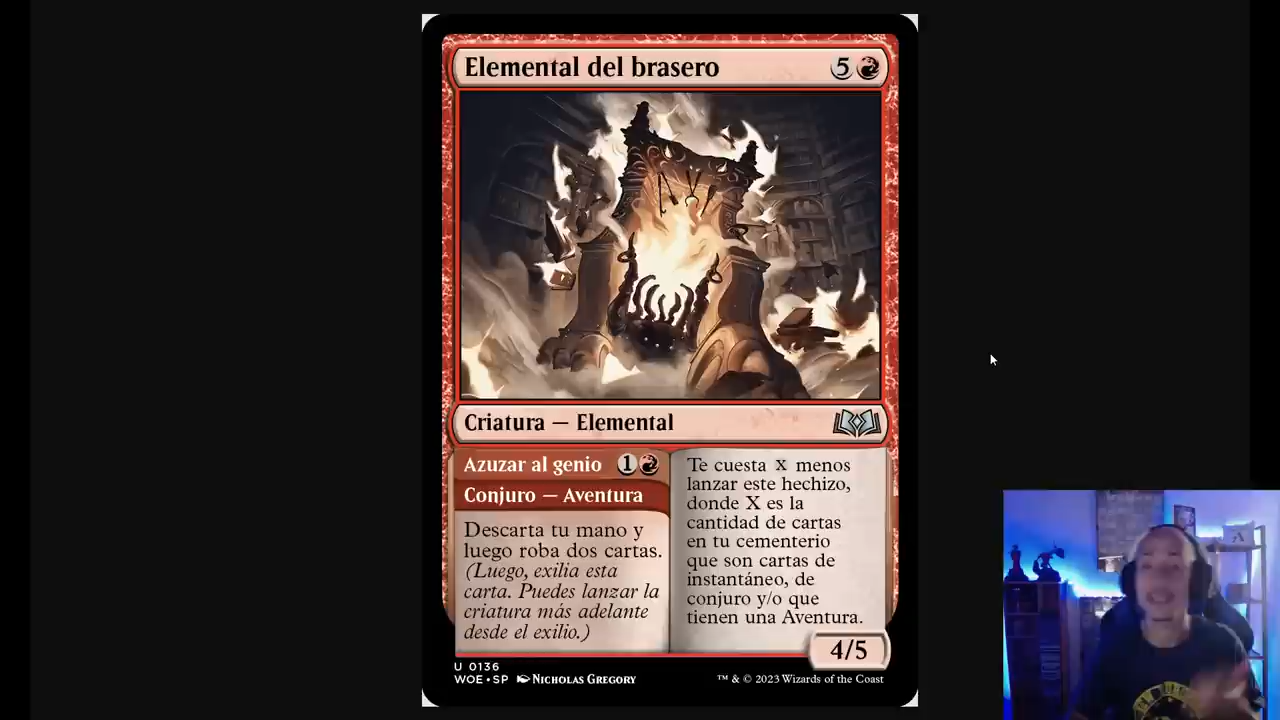 Elemental del brasero 5
Criatura — Elemental
Azuzar al genio 1
Conjuro — Aventura
Descarta tu mano y
luego roba dos cartas.
(Luego, exilia esta
carta. Puedes lanzar la
criatura más adelante
desde el exilio.)
Te cuesta X menos
lanzar este hechizo,
donde X es la
cantidad de cartas
en tu cementerio
que son cartas de
instantáneo, de
conjuro y/o que
tienen una Aventura.
4/5
U 0136
WOE • SP Nicholas Gregory
™ & © 2023 Wizards of the Coast